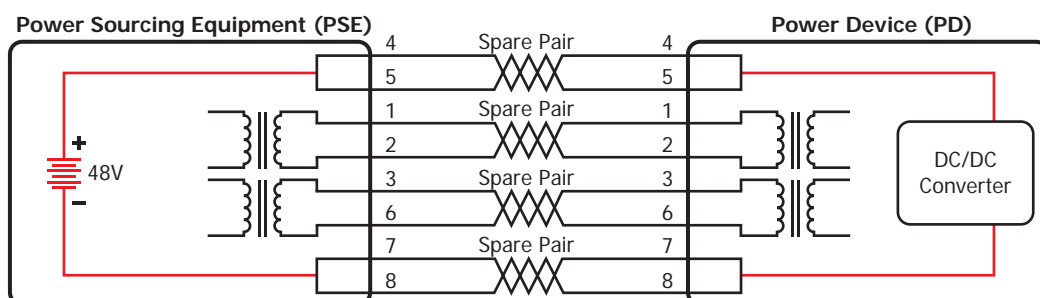 Power Sourcing Equipment (PSE) Power Device (PD)
4 Spare Pair 4
5 5
1 Spare Pair 1
+ 2 2
48V DC/DC
− 3 Spare Pair 3 Converter
6 6
7 Spare Pair 7
8 8